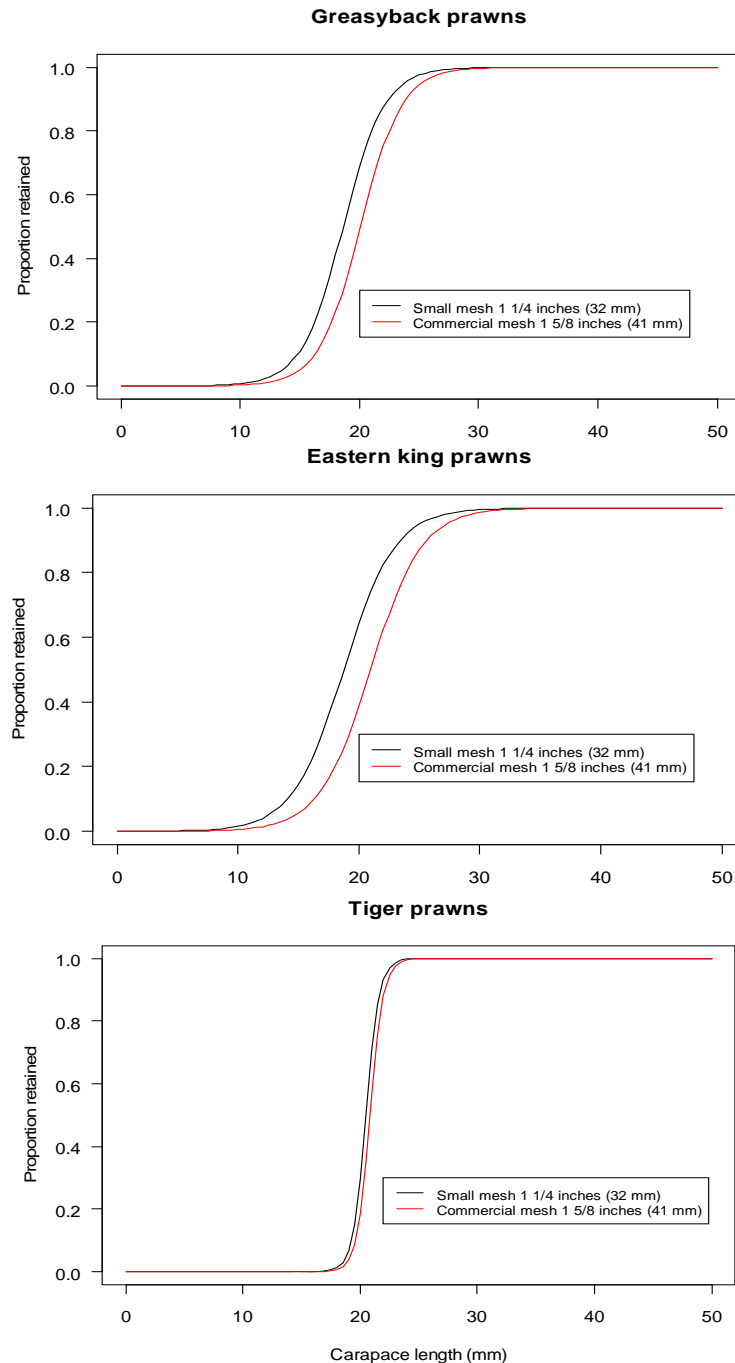 Greasyback prawns
1.0
0.8
0.6
0.4
0.2
0.0
Proportion retained
Small mesh 1 1/4 inches (32 mm)
Commercial mesh 1 5/8 inches (41 mm)
0 10 20 30 40 50
Eastern king prawns
1.0
0.8
0.6
0.4
0.2
0.0
Proportion retained
Small mesh 1 1/4 inches (32 mm)
Commercial mesh 1 5/8 inches (41 mm)
0 10 20 30 40 50
Tiger prawns
1.0
0.8
0.6
0.4
0.2
0.0
Proportion retained
Small mesh 1 1/4 inches (32 mm)
Commercial mesh 1 5/8 inches (41 mm)
0 10 20 30 40 50
Carapace length (mm)